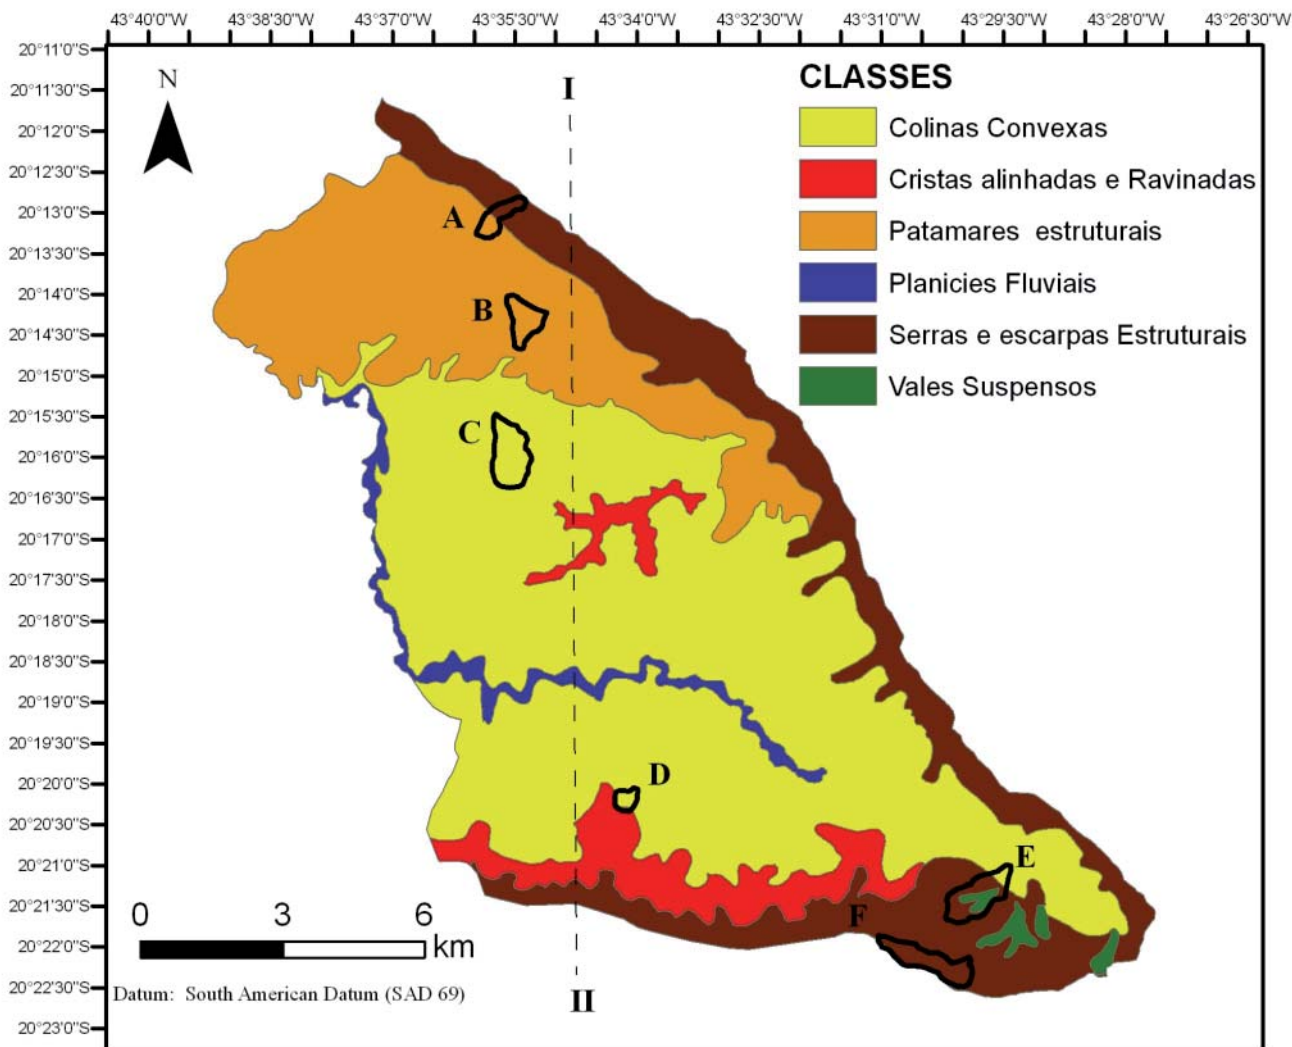 43°40'0"W 43°38'30"W 43°37'0"W 43°35'30"W 43°34'0"W 43°32'30"W 43°31'0"W 43°29'30"W 43°28'0"W 43°26'30"W
20°11'0"S
20°11'30"S
20°12'0"S
20°12'30"S
20°13'0"S
20°13'30"S
20°14'0"S
20°14'30"S
20°15'0"S
20°15'30"S
20°16'0"S
20°16'30"S
20°17'0"S
20°17'30"S
20°18'0"S
20°18'30"S
20°19'0"S
20°19'30"S
20°20'0"S
20°20'30"S
20°21'0"S
20°21'30"S
20°22'0"S
20°22'30"S
20°23'0"S
N
I
CLASSES
Colinas Convexas
Cristas alinhadas e Ravinadas
Patamares estruturais
Planicies Fluviais
Serras e escarpas Estruturais
Vales Suspensos
A
B
C
D
E
F
0 3 6
km
Datum: South American Datum (SAD 69)
II